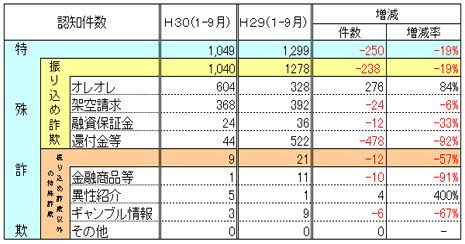 認知件数 H30(1-9月) H29(1-9月) 増減
件数 増減率
特殊詐欺 1,049 1,299 -250 -19%
振り込め詐欺 1,040 1278 -238 -19%
オレオレ 604 328 276 84%
架空請求 368 392 -24 -6%
融資保証金 24 36 -12 -33%
還付金等 44 522 -478 -92%
振り込め詐欺以外の特殊詐欺 9 21 -12 -57%
金融商品等 1 11 -10 -91%
異性紹介 5 1 4 400%
ギャンブル情報 3 9 -6 -67%
その他 0 0 0 -